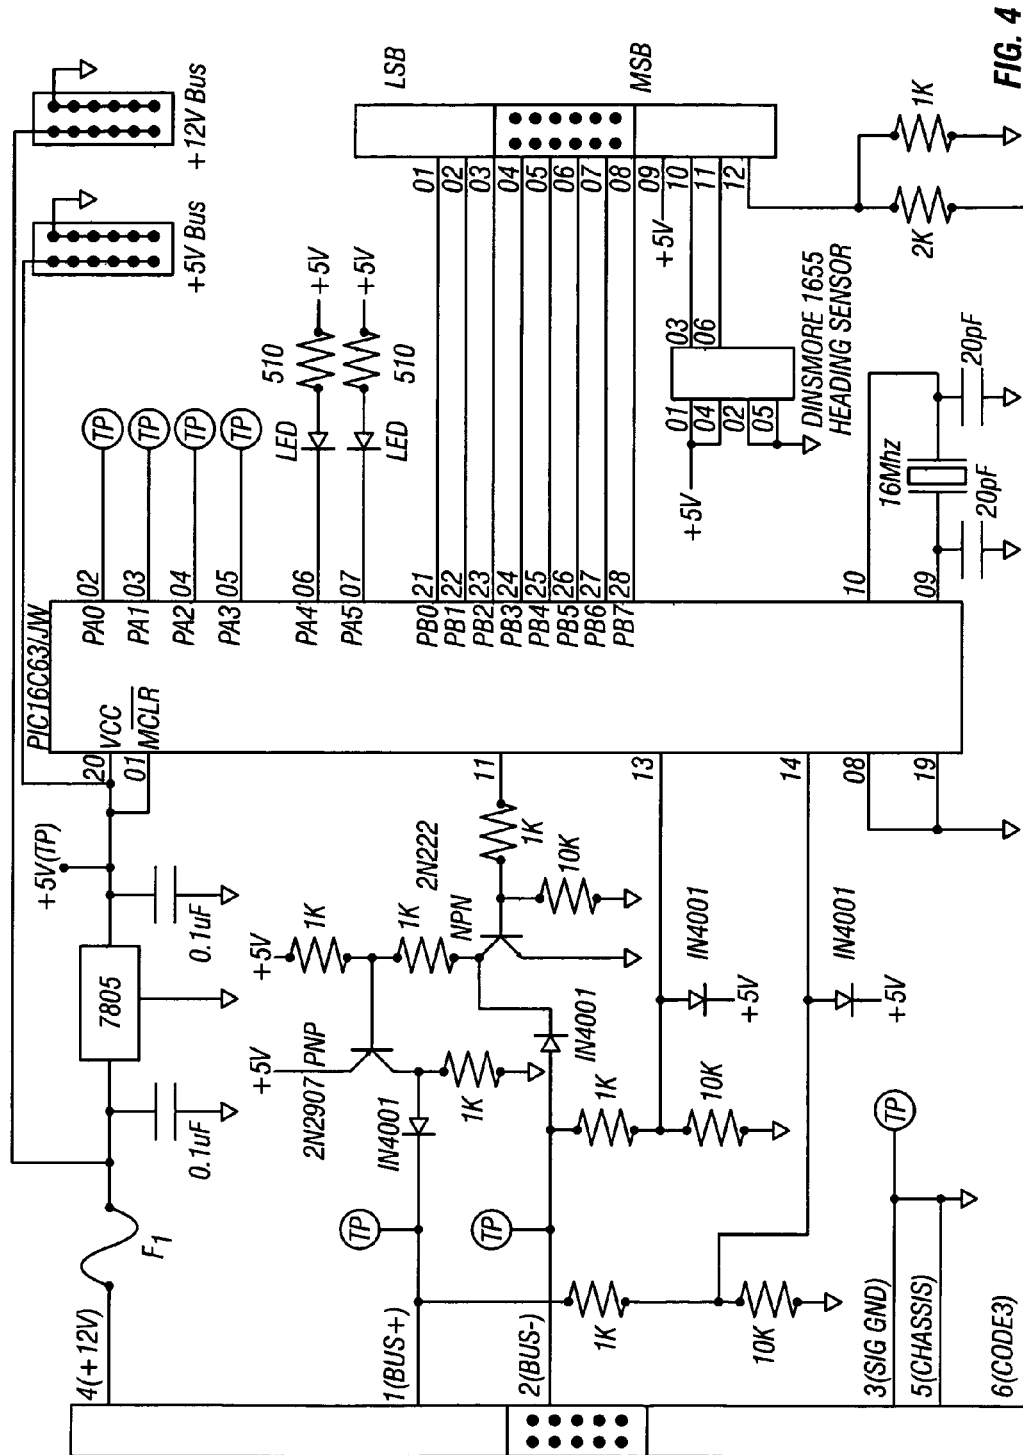 FIG. 4
+12V Bus
+5V Bus
LSB
MSB
01
02
03
04
05
06
07
08
09
10
11
12
+5V
1K
2K
DINSMORE 1655
HEADING SENSOR
03
06
01
04
02
05
+5V
TP
TP
TP
TP
510
+5V
510
+5V
LED
LED
16Mhz
20pF
20pF
PIC16C63/JW
VCC
MCLR
20
01
PA0 02
PA1 03
PA2 04
PA3 05
PA4 06
PA5 07
PB0 21
PB1 22
PB2 23
PB3 24
PB4 25
PB5 26
PB6 27
PB7 28
10
09
11
13
14
08
19
+5V(TP)
0.1uF
7805
0.1uF
F1
+5V
1K
1K
2N222
NPN
1K
10K
+5V
2N2907 PNP
IN4001
1K
IN4001
1K
10K
IN4001
+5V
IN4001
+5V
TP
TP
TP
1K
10K
4(+12V)
1(BUS+)
2(BUS-)
3(SIG GND)
5(CHASSIS)
6(CODE3)